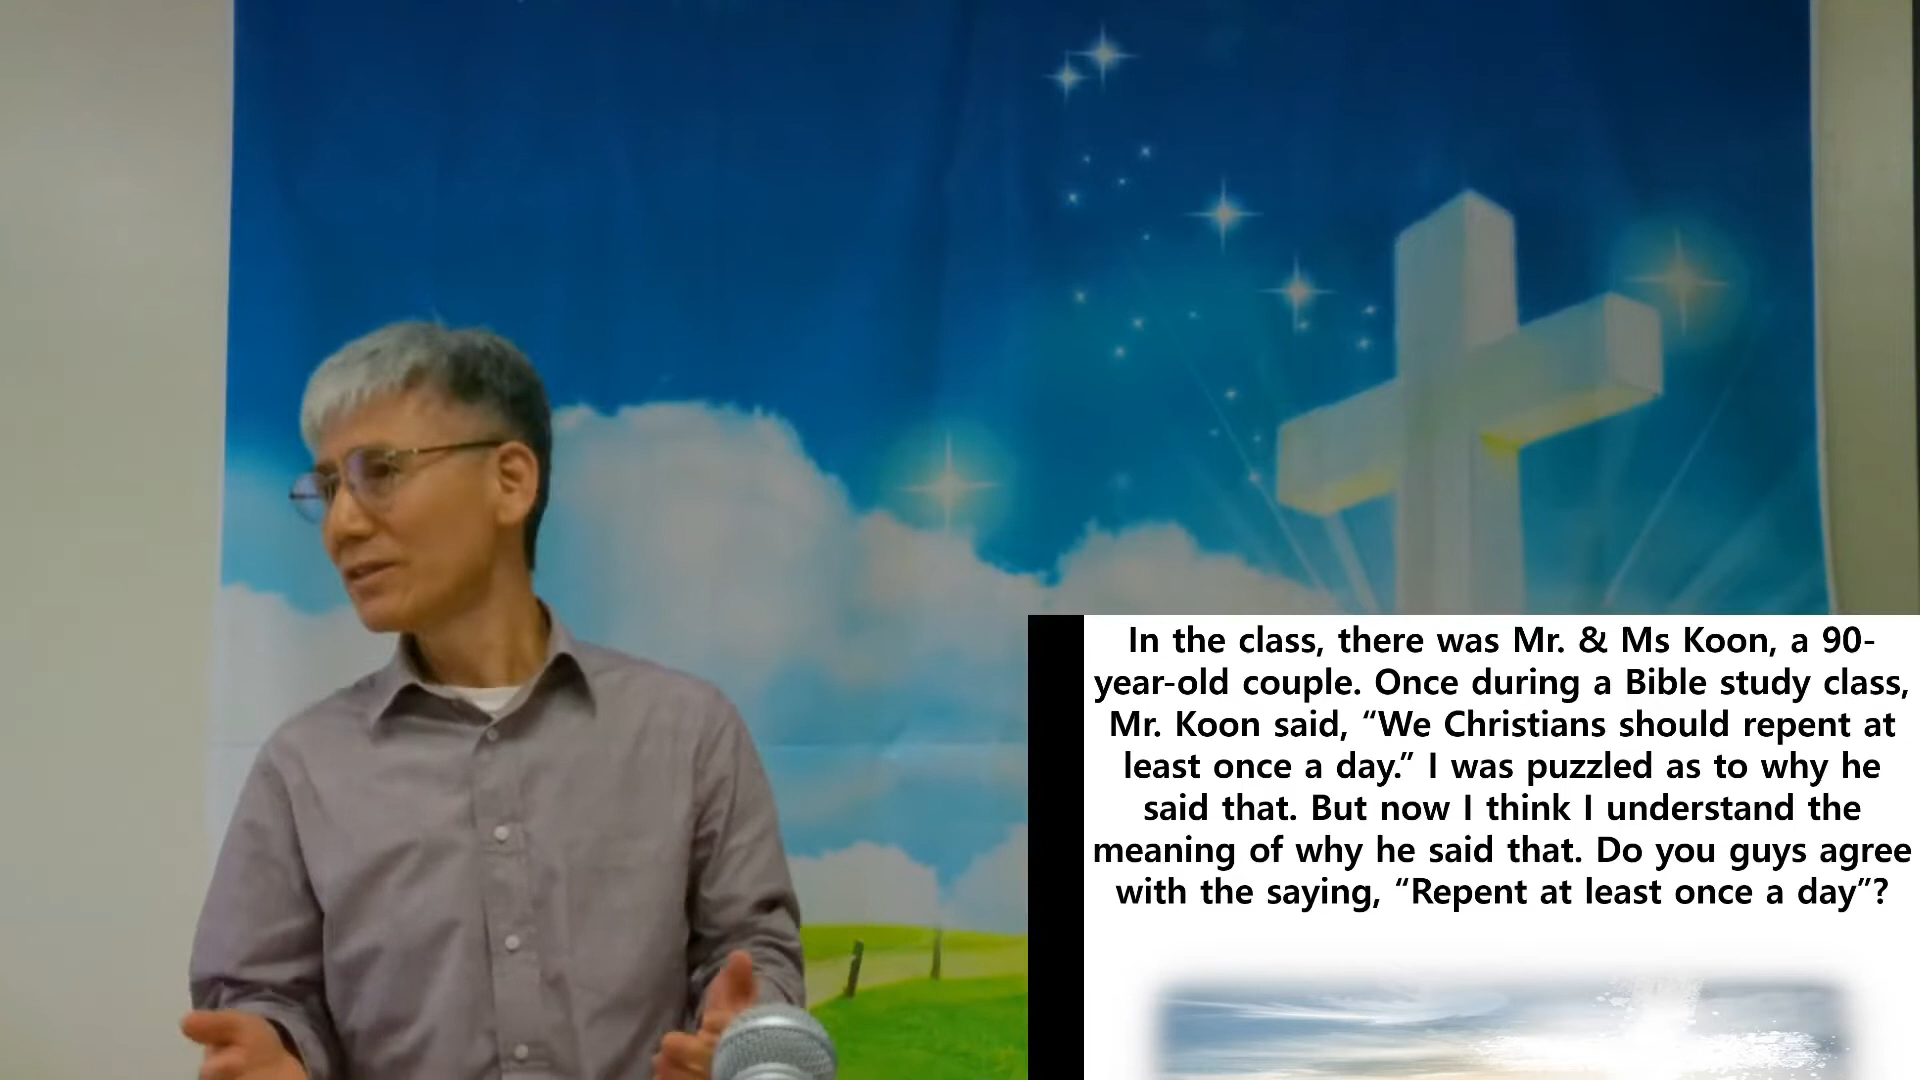 In the class, there was Mr. & Ms Koon, a 90-
year-old couple. Once during a Bible study class,
Mr. Koon said, “We Christians should repent at
least once a day.” I was puzzled as to why he
said that. But now I think I understand the
meaning of why he said that. Do you guys agree
with the saying, “Repent at least once a day”?